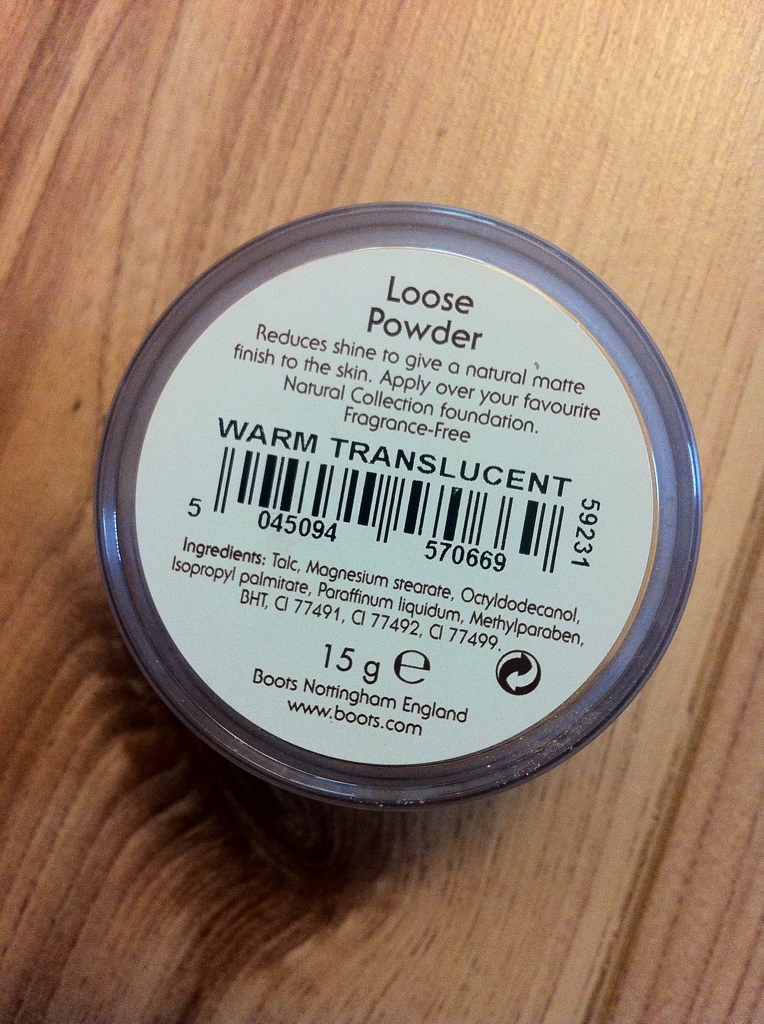 Loose
Powder
Reduces shine to give a natural matte
finish to the skin. Apply over your favourite
Natural Collection foundation.
Fragrance-Free
WARM TRANSLUCENT
5 045094 570669
59231
Ingredients: Talc, Magnesium stearate, Octyldodecanol,
Isopropyl palmitate, Paraffinum liquidum, Methylparaben,
BHT, CI 77491, CI 77492, CI 77499.
15 g e
Boots Nottingham England
www.boots.com